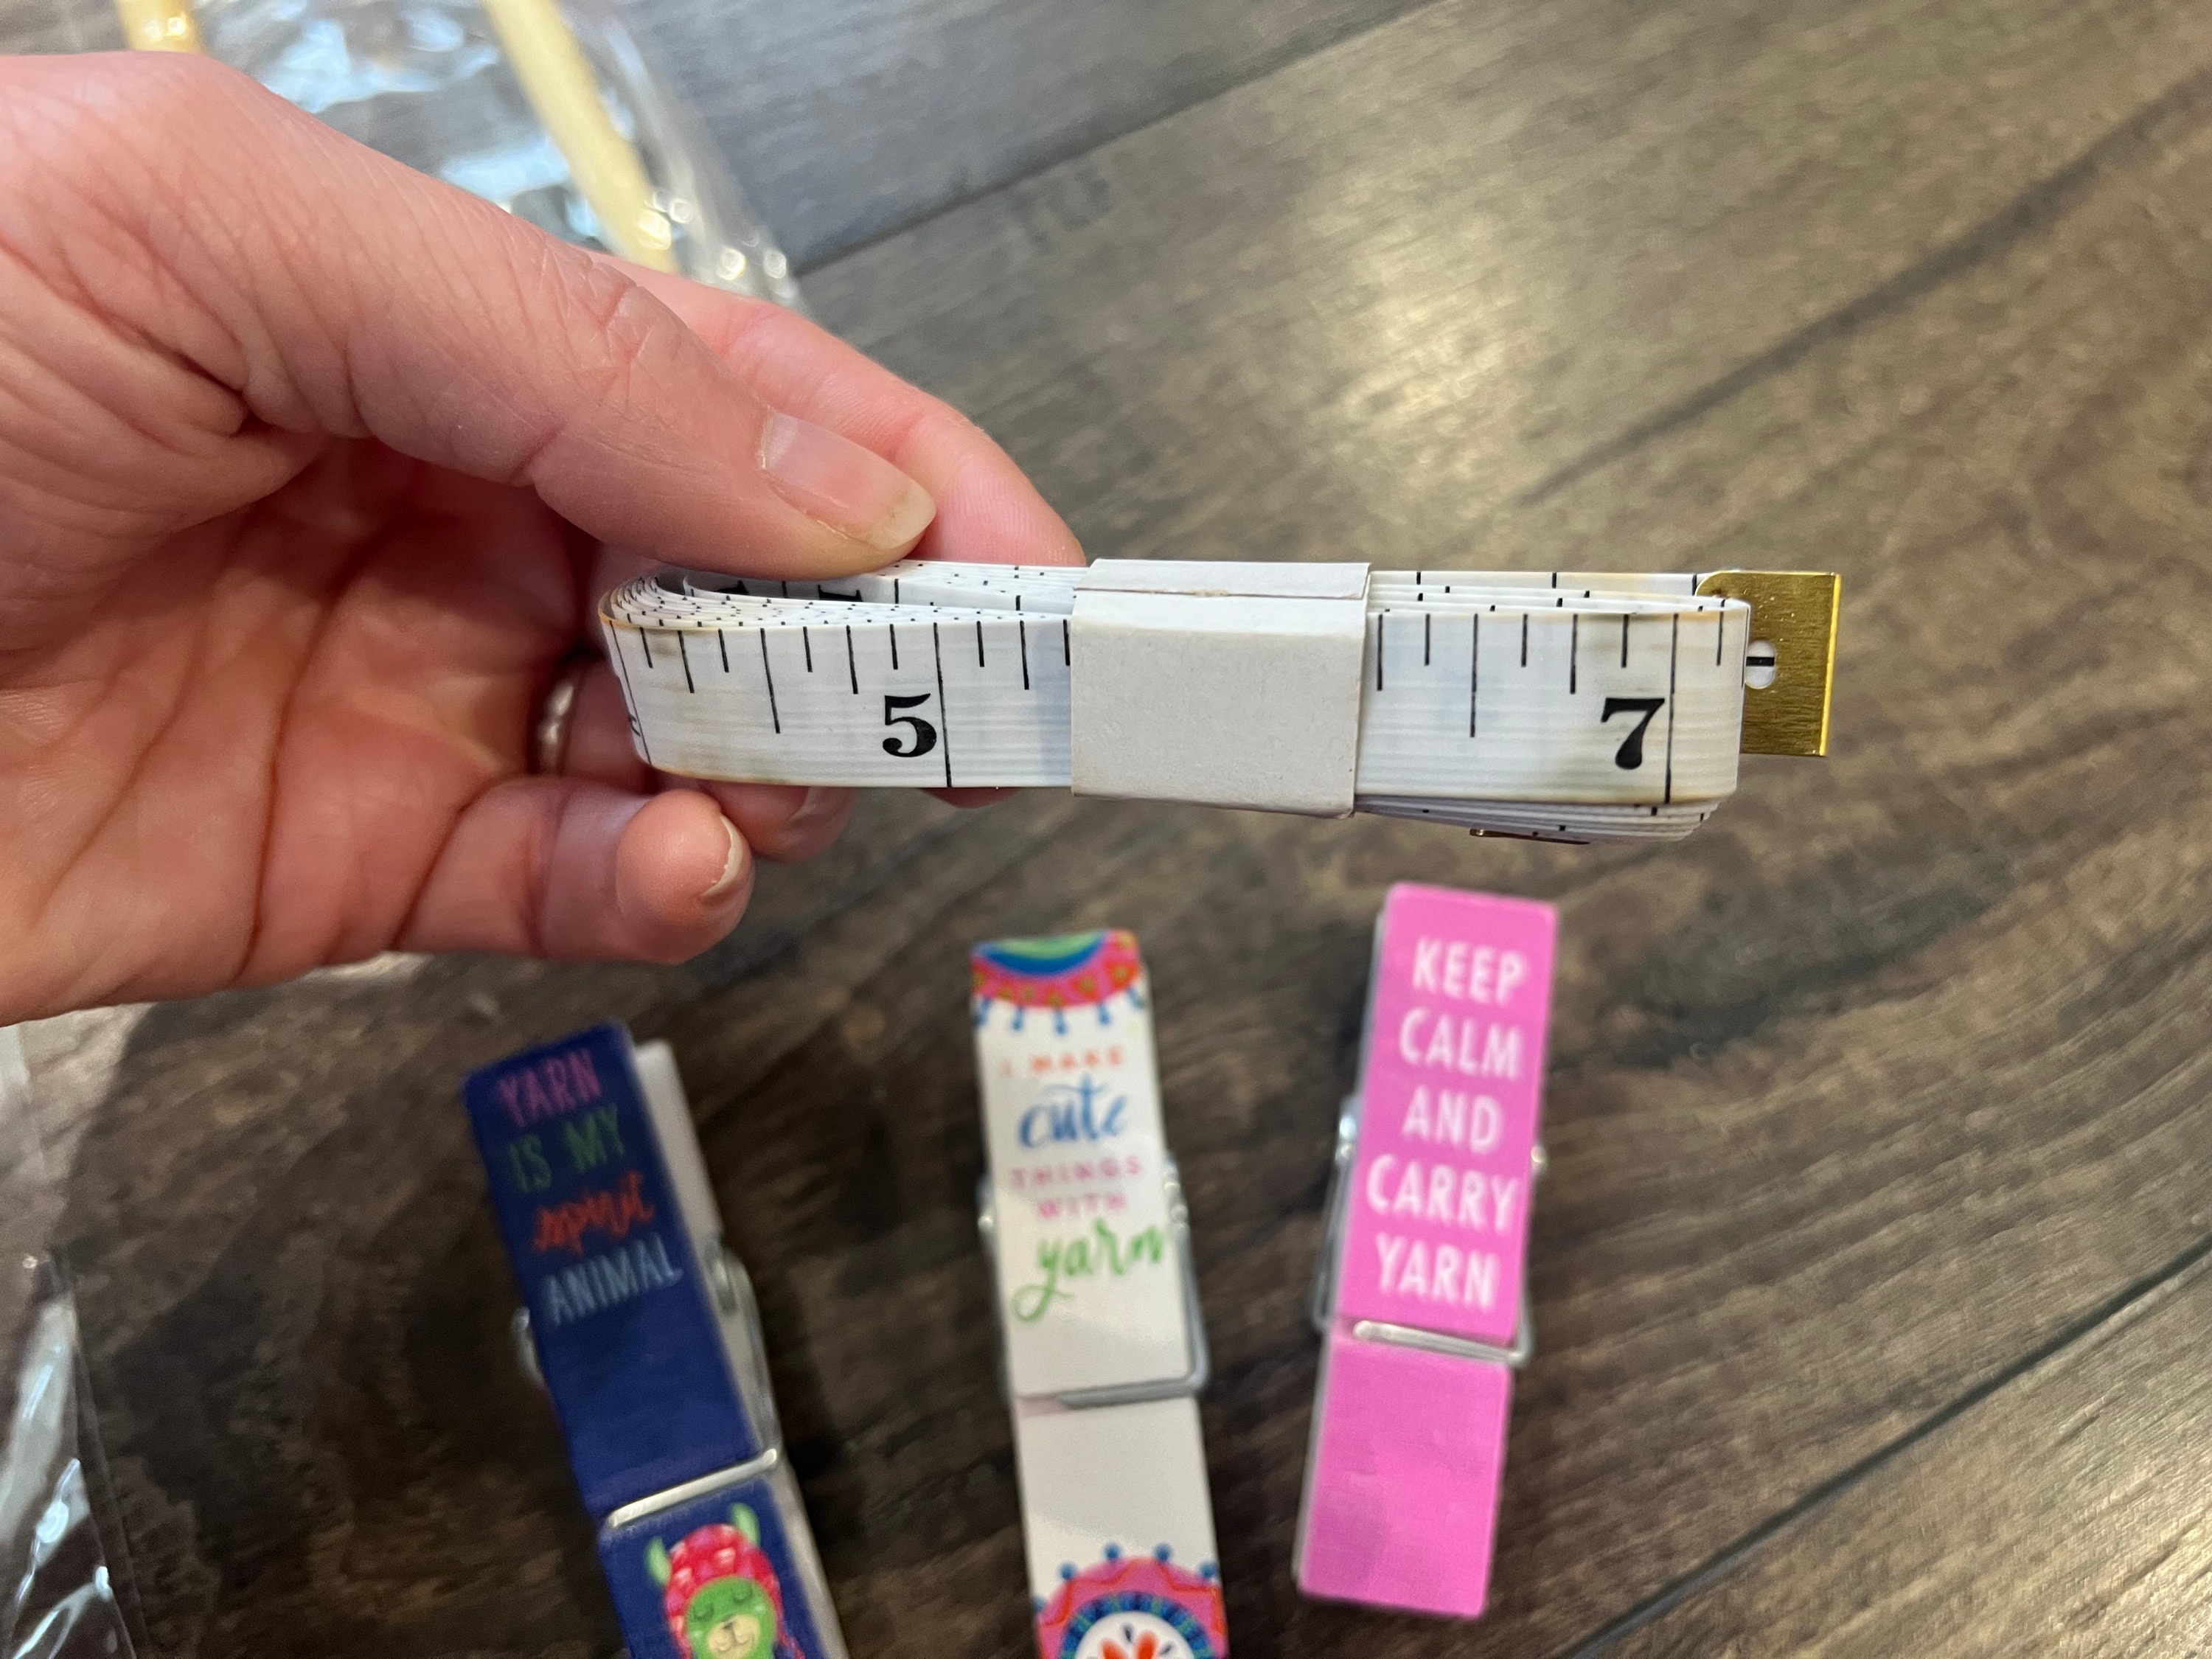 5 7
YARN
IS MY
spirit
ANIMAL
I MAKE
cute
THINGS
WITH
yarn
KEEP
CALM
AND
CARRY
YARN